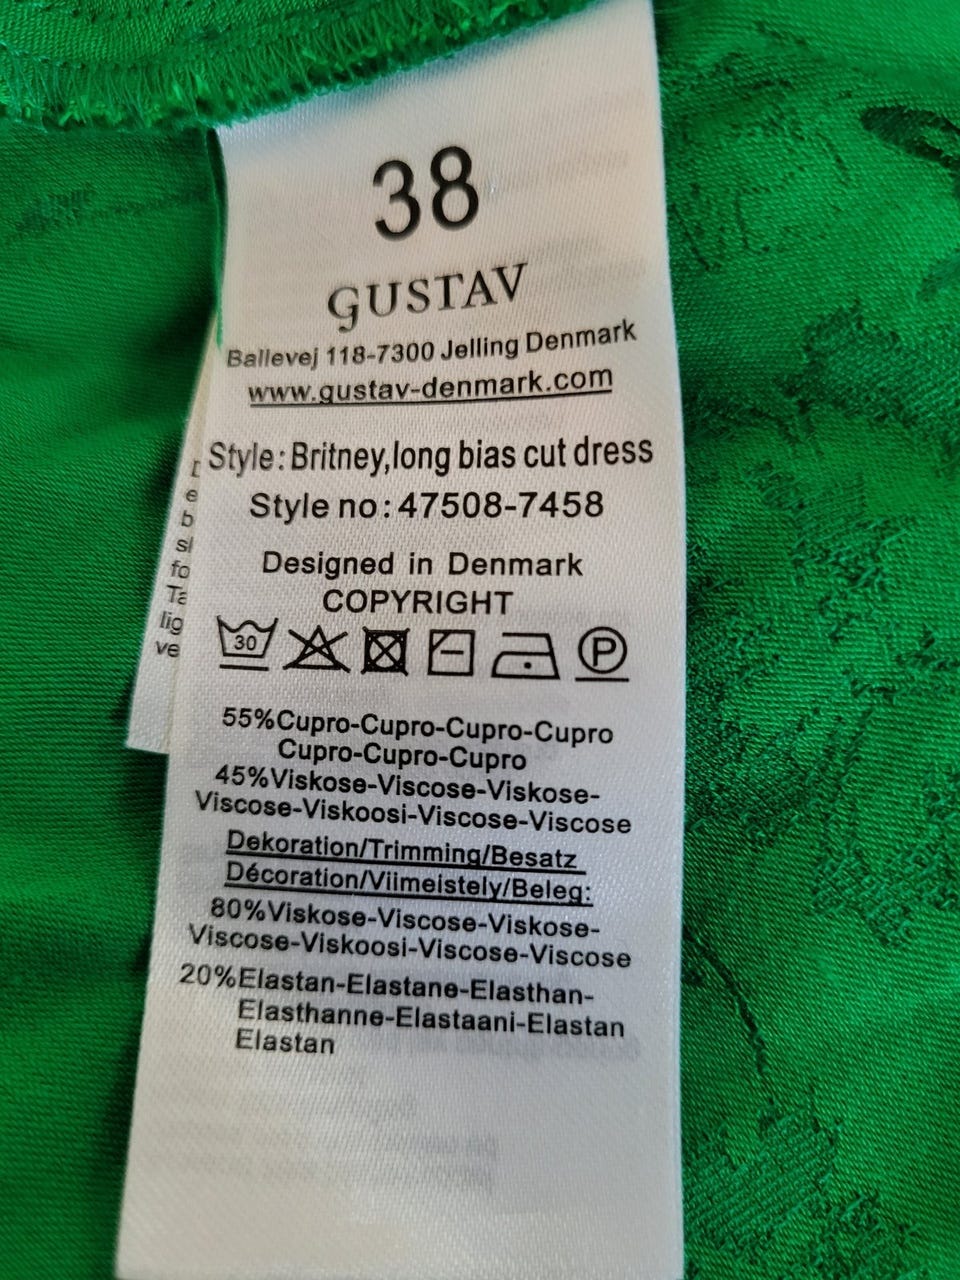 38
GUSTAV
Ballevej 118-7300 Jelling Denmark
www.gustav-denmark.com
Style: Britney,long bias cut dress
Style no: 47508-7458
Designed in Denmark
COPYRIGHT
30 P
55%Cupro-Cupro-Cupro-Cupro
Cupro-Cupro-Cupro
45%Viskose-Viscose-Viskose-
Viscose-Viskoosi-Viscose-Viscose
Dekoration/Trimming/Besatz
Décoration/Viimeistely/Beleg:
80%Viskose-Viscose-Viskose-
Viscose-Viskoosi-Viscose-Viscose
20%Elastan-Elastane-Elasthan-
Elasthanne-Elastaani-Elastan
Elastan